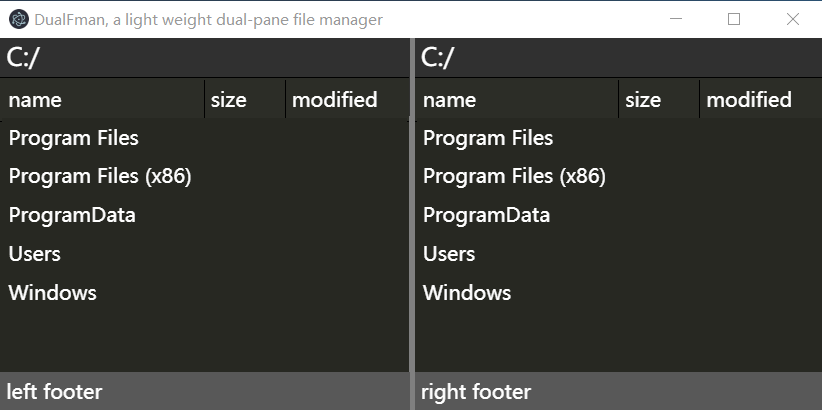 DualFman, a light weight dual-pane file manager
C:/
name size modified
Program Files
Program Files (x86)
ProgramData
Users
Windows
left footer
C:/
name size modified
Program Files
Program Files (x86)
ProgramData
Users
Windows
right footer